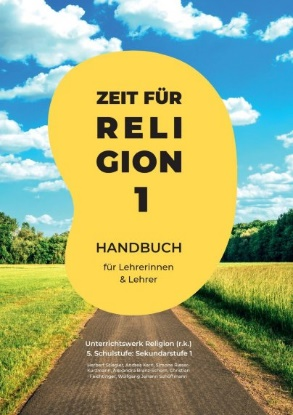 ZEIT FÜR
RELI
GION
1
HANDBUCH
für Lehrerinnen
& Lehrer
Unterrichtswerk Religion (r.k.)
5. Schulstufe: Sekundarstufe 1